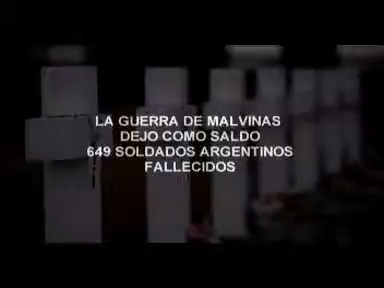 LA GUERRA DE MALVINAS
DEJO COMO SALDO
649 SOLDADOS ARGENTINOS
FALLECIDOS